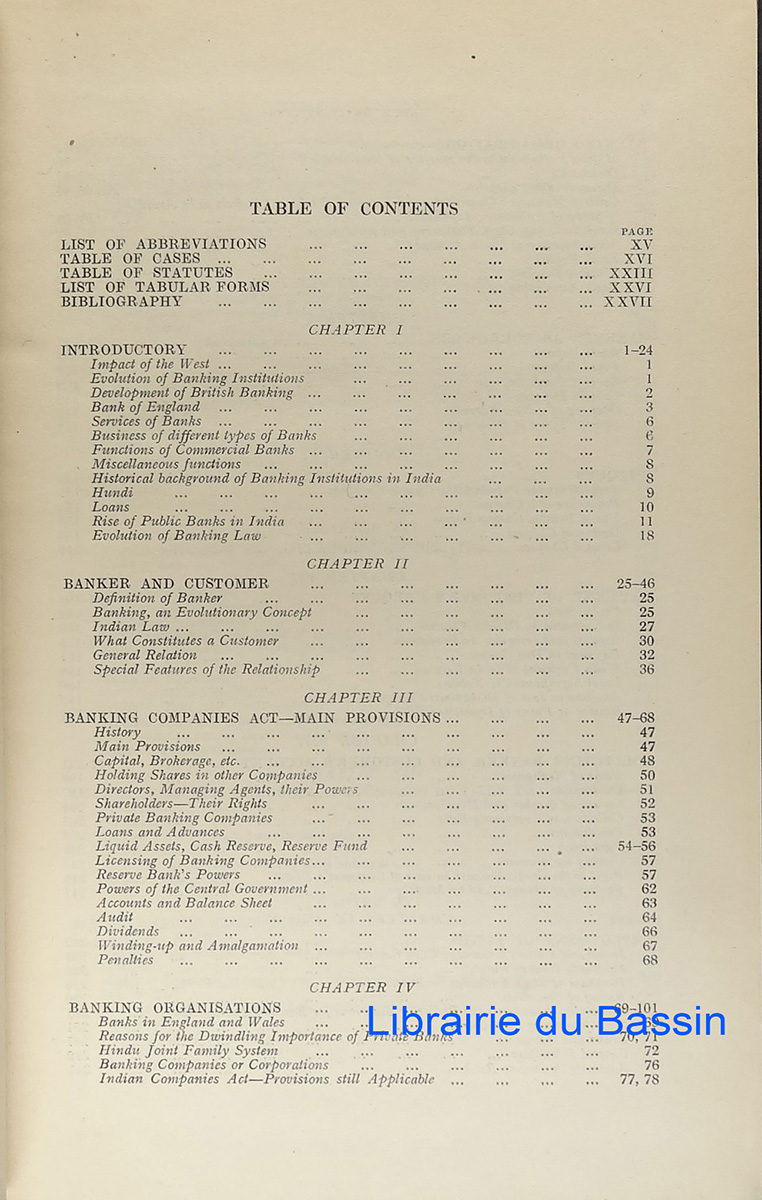 TABLE OF CONTENTS
PAGE
LIST OF ABBREVIATIONS ... ... ... ... ... ... ... XV
TABLE OF CASES ... ... ... ... ... ... ... ... ... XVI
TABLE OF STATUTES ... ... ... ... ... ... ... ... XXIII
LIST OF TABULAR FORMS ... ... ... ... ... ... ... XXVI
BIBLIOGRAPHY ... ... ... ... ... ... ... ... ... XXVII
CHAPTER I
INTRODUCTORY ... ... ... ... ... ... ... ... ... 1–24
Impact of the West ... ... ... ... ... ... ... ... ... 1
Evolution of Banking Institutions ... ... ... ... ... ... 1
Development of British Banking ... ... ... ... ... ... ... 2
Bank of England ... ... ... ... ... ... ... ... ... 3
Services of Banks ... ... ... ... ... ... ... ... ... 6
Business of different types of Banks ... ... ... ... ... ... 6
Functions of Commercial Banks ... ... ... ... ... ... ... 7
Miscellaneous functions ... ... ... ... ... ... ... ... 8
Historical background of Banking Institutions in India ... ... ... 8
Hundi ... ... ... ... ... ... ... ... ... ... 9
Loans ... ... ... ... ... ... ... ... ... ... 10
Rise of Public Banks in India ... ... ... ... ... ... ... 11
Evolution of Banking Law ... ... ... ... ... ... ... 18
CHAPTER II
BANKER AND CUSTOMER ... ... ... ... ... ... ... 25–46
Definition of Banker ... ... ... ... ... ... ... ... 25
Banking, an Evolutionary Concept ... ... ... ... ... ... 25
Indian Law ... ... ... ... ... ... ... ... ... ... 27
What Constitutes a Customer ... ... ... ... ... ... ... 30
General Relation ... ... ... ... ... ... ... ... ... 32
Special Features of the Relationship ... ... ... ... ... ... 36
CHAPTER III
BANKING COMPANIES ACT—MAIN PROVISIONS ... ... ... ... 47–68
History ... ... ... ... ... ... ... ... ... ... 47
Main Provisions ... ... ... ... ... ... ... ... ... 47
Capital, Brokerage, etc. ... ... ... ... ... ... ... ... 48
Holding Shares in other Companies ... ... ... ... ... ... 50
Directors, Managing Agents, their Powers ... ... ... ... ... 51
Shareholders—Their Rights ... ... ... ... ... ... ... 52
Private Banking Companies ... ... ... ... ... ... ... 53
Loans and Advances ... ... ... ... ... ... ... ... 53
Liquid Assets, Cash Reserve, Reserve Fund ... ... ... ... ... 54–56
Licensing of Banking Companies... ... ... ... ... ... ... 57
Reserve Bank's Powers ... ... ... ... ... ... ... ... 57
Powers of the Central Government ... ... ... ... ... ... ... 62
Accounts and Balance Sheet ... ... ... ... ... ... ... 63
Audit ... ... ... ... ... ... ... ... ... ... 64
Dividends ... ... ... ... ... ... ... ... ... ... 66
Winding-up and Amalgamation ... ... ... ... ... ... ... 67
Penalties ... ... ... ... ... ... ... ... ... ... 68
CHAPTER IV
BANKING ORGANISATIONS ... ... ... ... ... ... ... 69–101
Banks in England and Wales ... ... ... ... ... ... ...
Librairie du Bassin
Reasons for the Dwindling Importance of Private Banks ... ... ... 70, 71
Hindu Joint Family System ... ... ... ... ... ... ... 72
Banking Companies or Corporations ... ... ... ... ... ... 76
Indian Companies Act—Provisions still Applicable ... ... ... ... 77, 78